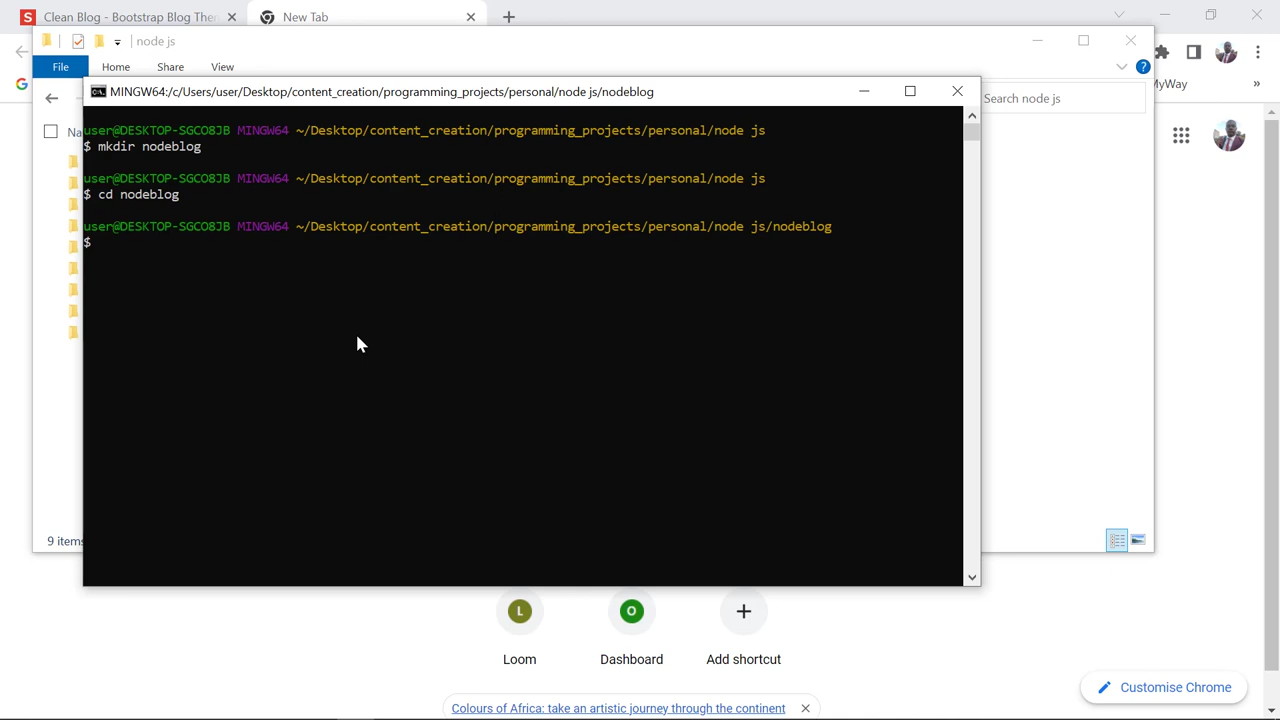 S Clean Blog - Bootstrap Blog The
New Tab
node js
File Home Share View
MyWay
MINGW64:/c/Users/user/Desktop/content_creation/programming_projects/personal/node js/nodeblog
Search node js
user@DESKTOP-SGCO8JB MINGW64 ~/Desktop/content_creation/programming_projects/personal/node js
$ mkdir nodeblog
user@DESKTOP-SGCO8JB MINGW64 ~/Desktop/content_creation/programming_projects/personal/node js
$ cd nodeblog
user@DESKTOP-SGCO8JB MINGW64 ~/Desktop/content_creation/programming_projects/personal/node js/nodeblog
$
9 items
L O
Loom Dashboard Add shortcut
Customise Chrome
Colours of Africa: take an artistic journey through the continent